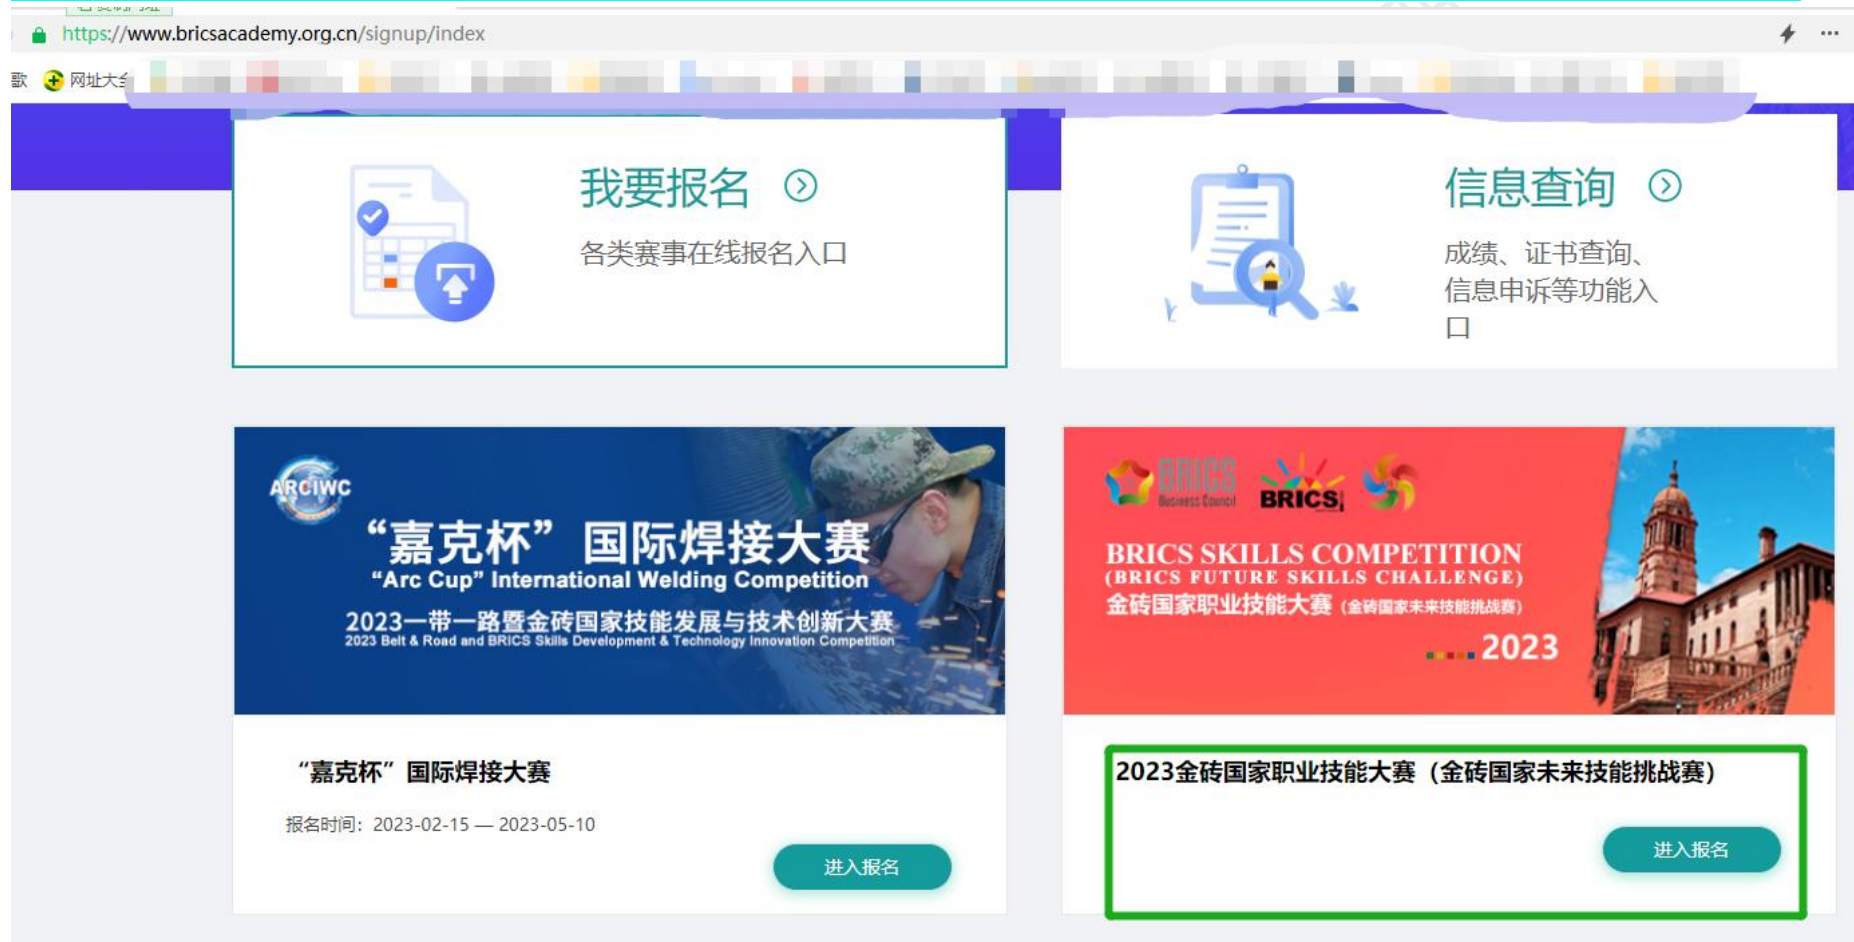 https://www.bricsacademy.org.cn/signup/index
歌 网址大全
我要报名
各类赛事在线报名入口
信息查询
成绩、证书查询、
信息申诉等功能入
口
ARCIWC
“嘉克杯”国际焊接大赛
“Arc Cup” International Welding Competition
2023一带一路暨金砖国家技能发展与技术创新大赛
2023 Belt & Road and BRICS Skills Development & Technology Innovation Competition
BRICS
Business Council
BRICS
BRICS SKILLS COMPETITION
(BRICS FUTURE SKILLS CHALLENGE)
金砖国家职业技能大赛（金砖国家未来技能挑战赛）
2023
“嘉克杯”国际焊接大赛
报名时间：2023-02-15 — 2023-05-10
进入报名
2023金砖国家职业技能大赛（金砖国家未来技能挑战赛）
进入报名